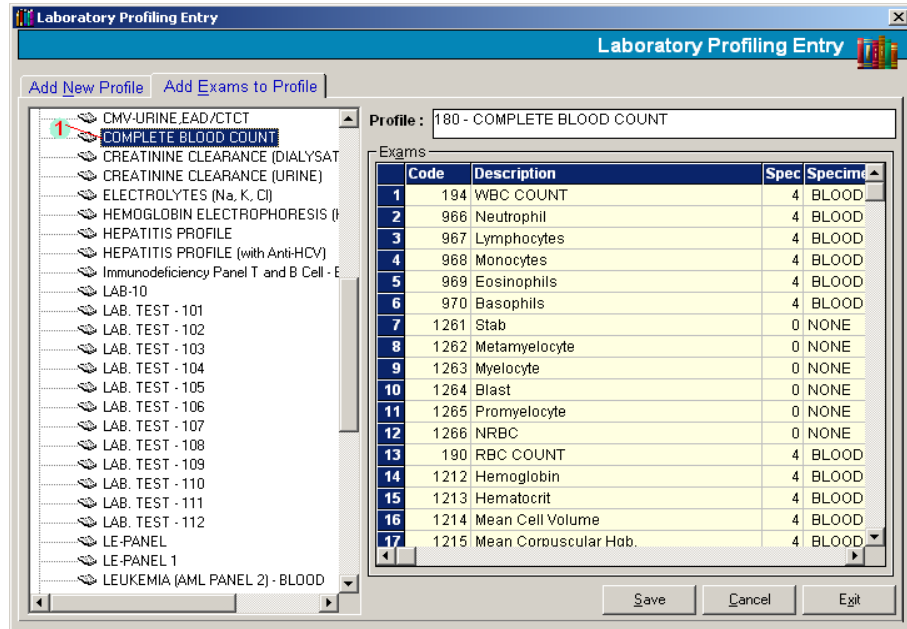 Laboratory Profiling Entry
Laboratory Profiling Entry
Add New Profile
Add Exams to Profile
CMV-URINE,EAD/CTCT
1
COMPLETE BLOOD COUNT
CREATININE CLEARANCE (DIALYSAT
CREATININE CLEARANCE (URINE)
ELECTROLYTES (Na, K, Cl)
HEMOGLOBIN ELECTROPHORESIS (
HEPATITIS PROFILE
HEPATITIS PROFILE (with Anti-HCV)
Immunodeficiency Panel T and B Cell -
LAB-10
LAB. TEST - 101
LAB. TEST - 102
LAB. TEST - 103
LAB. TEST - 104
LAB. TEST - 105
LAB. TEST - 106
LAB. TEST - 107
LAB. TEST - 108
LAB. TEST - 109
LAB. TEST - 110
LAB. TEST - 111
LAB. TEST - 112
LE-PANEL
LE-PANEL 1
LEUKEMIA (AML PANEL 2) - BLOOD
Profile : 180 - COMPLETE BLOOD COUNT
Exams
Code Description Spec Specime
1 194 WBC COUNT 4 BLOOD
2 966 Neutrophil 4 BLOOD
3 967 Lymphocytes 4 BLOOD
4 968 Monocytes 4 BLOOD
5 969 Eosinophils 4 BLOOD
6 970 Basophils 4 BLOOD
7 1261 Stab 0 NONE
8 1262 Metamyelocyte 0 NONE
9 1263 Myelocyte 0 NONE
10 1264 Blast 0 NONE
11 1265 Promyelocyte 0 NONE
12 1266 NRBC 0 NONE
13 190 RBC COUNT 4 BLOOD
14 1212 Hemoglobin 4 BLOOD
15 1213 Hematocrit 4 BLOOD
16 1214 Mean Cell Volume 4 BLOOD
17 1215 Mean Corpuscular Hgb. 4 BLOOD
Save Cancel Exit